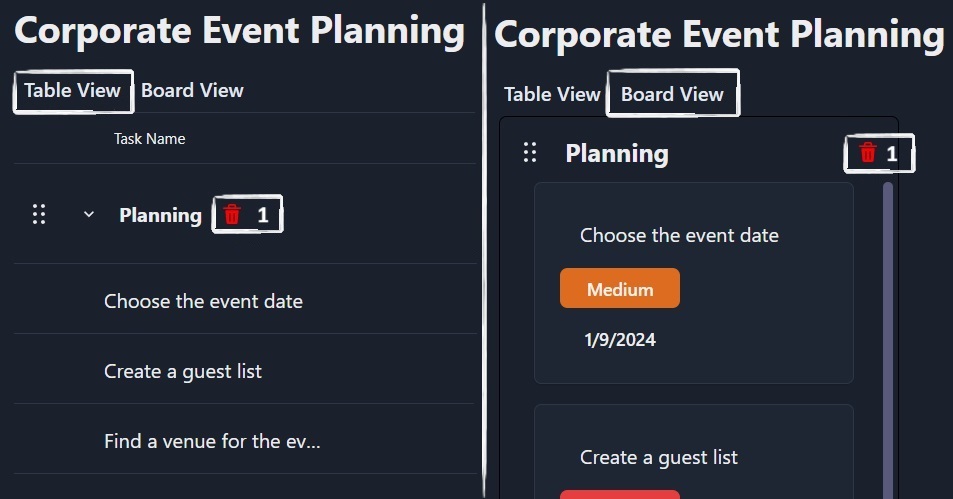 Corporate Event Planning
Table View Board View
Task Name
Planning 1
Choose the event date
Create a guest list
Find a venue for the ev...
Corporate Event Planning
Table View Board View
Planning 1
Choose the event date
Medium
1/9/2024
Create a guest list